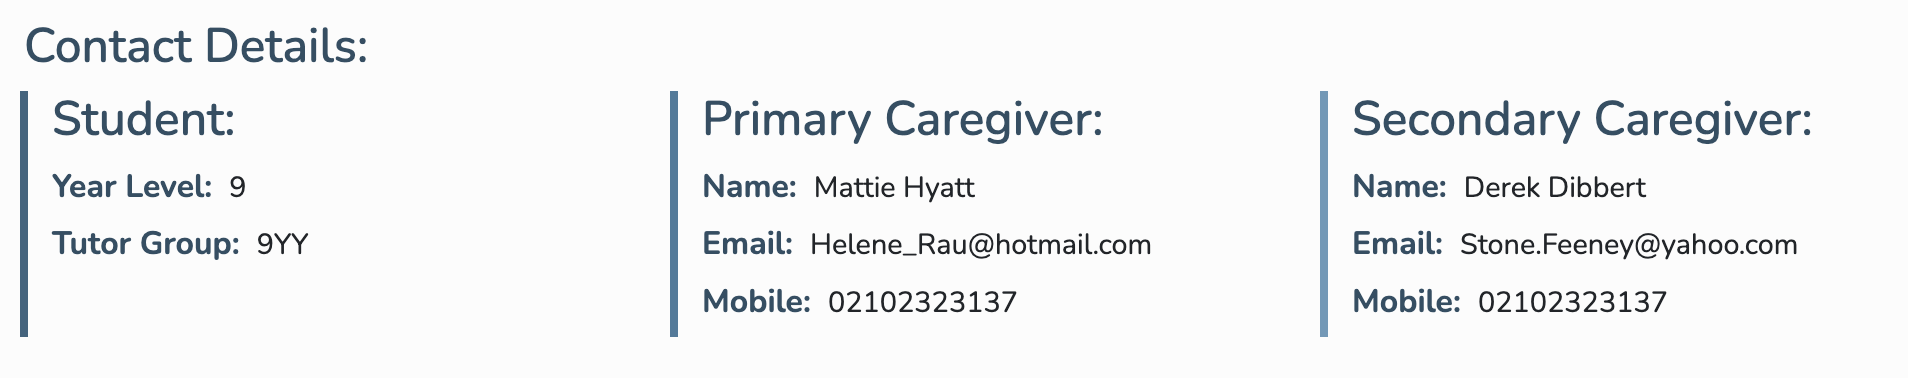 Contact Details:
Student:
Year Level: 9
Tutor Group: 9YY
Primary Caregiver:
Name: Mattie Hyatt
Email: Helene_Rau@hotmail.com
Mobile: 02102323137
Secondary Caregiver:
Name: Derek Dibbert
Email: Stone.Feeney@yahoo.com
Mobile: 02102323137